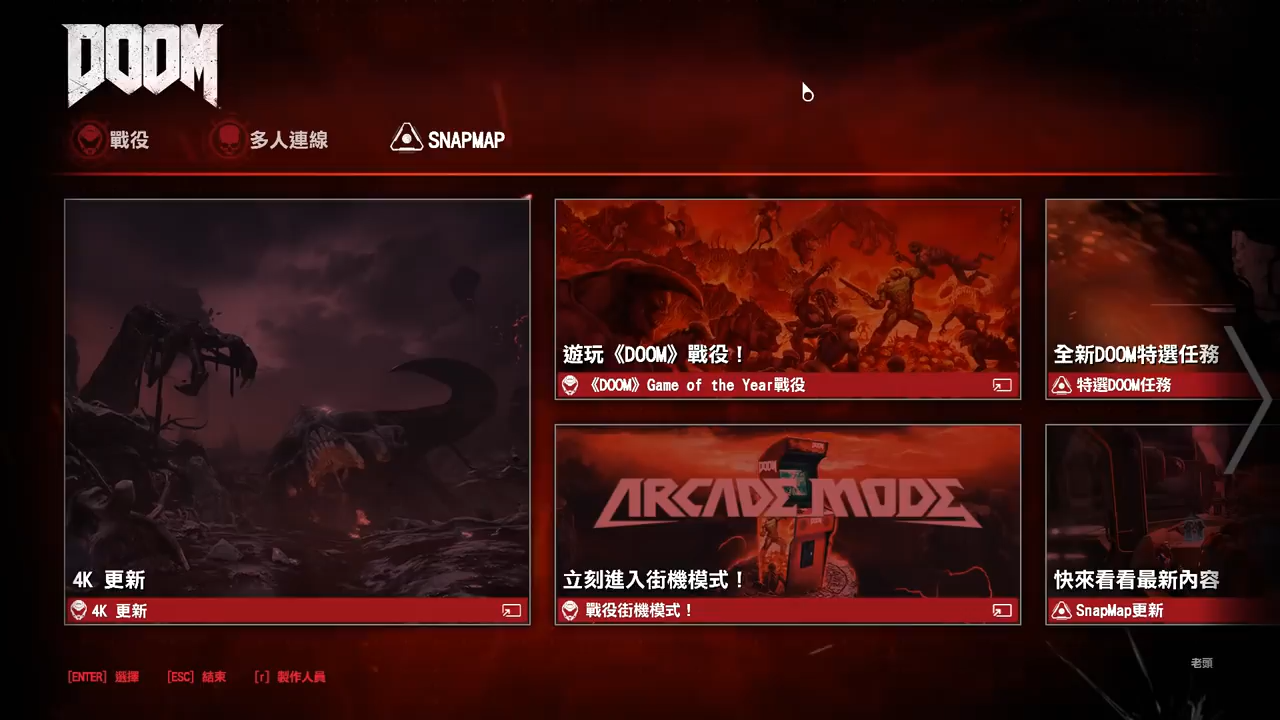 DOOM
戰役
多人連線
SNAPMAP
遊玩《DOOM》戰役！
《DOOM》Game of the Year戰役
全新DOOM特選任務
特選DOOM任務
DOOM
ARCADE MODE
4K 更新
4K 更新
立刻進入街機模式！
戰役街機模式！
快來看看最新內容
SnapMap更新
[ENTER] 選擇
[ESC] 結束
[r] 製作人員
老頭